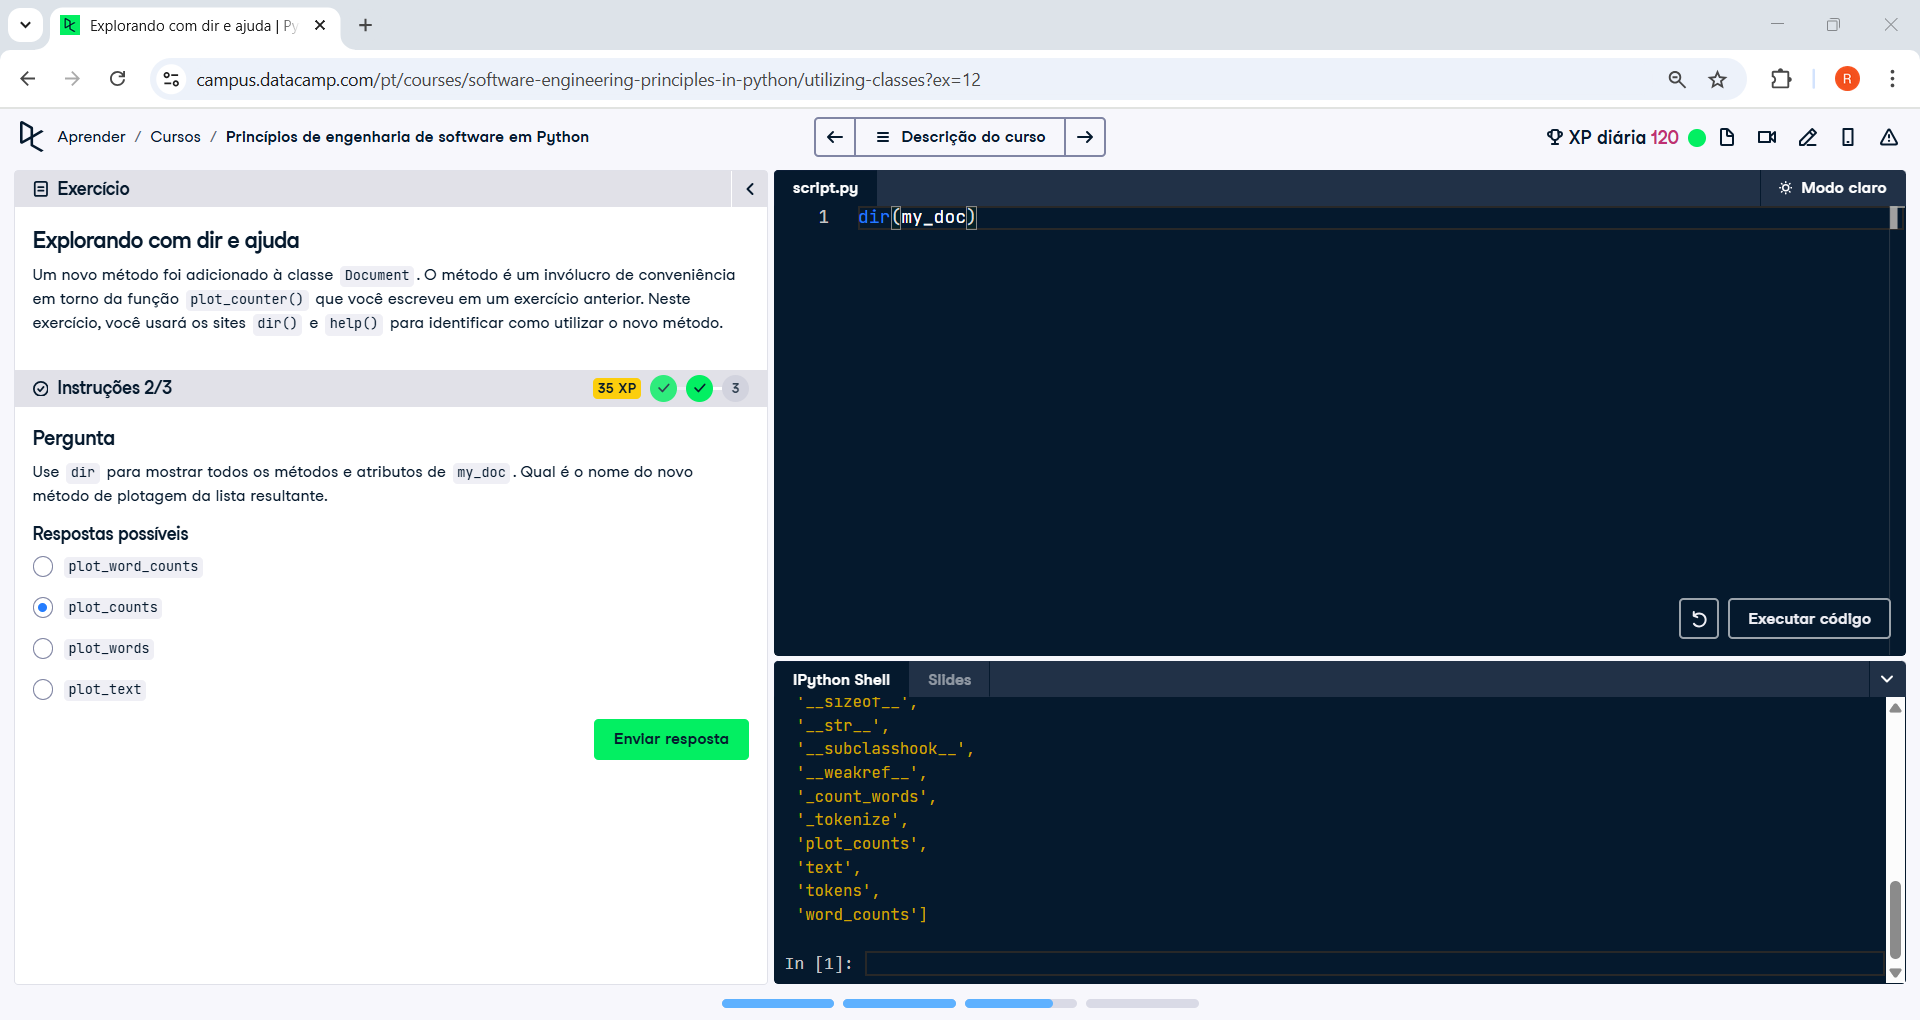 Explorando com dir e ajuda | Py
campus.datacamp.com/pt/courses/software-engineering-principles-in-python/utilizing-classes?ex=12
R
Aprender / Cursos / Princípios de engenharia de software em Python
Descrição do curso
XP diária 120
Exercício
Explorando com dir e ajuda
Um novo método foi adicionado à classe Document. O método é um invólucro de conveniência
em torno da função plot_counter() que você escreveu em um exercício anterior. Neste
exercício, você usará os sites dir() e help() para identificar como utilizar o novo método.
Instruções 2/3
35 XP
3
Pergunta
Use dir para mostrar todos os métodos e atributos de my_doc. Qual é o nome do novo
método de plotagem da lista resultante.
Respostas possíveis
plot_word_counts
plot_counts
plot_words
plot_text
Enviar resposta
script.py
Modo claro
1 dir(my_doc)
Executar código
IPython Shell
Slides
'__sizeof__',
'__str__',
'__subclasshook__',
'__weakref__',
'_count_words',
'_tokenize',
'plot_counts',
'text',
'tokens',
'word_counts']
In [1]: